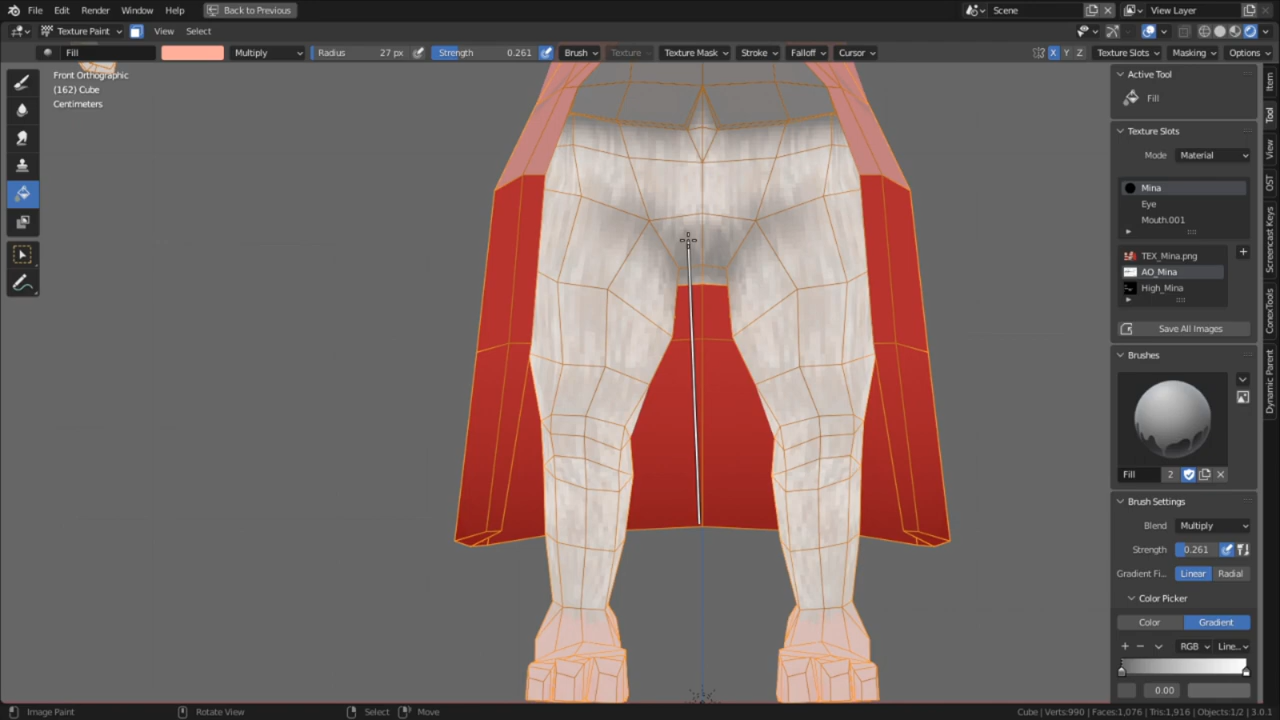 File Edit Render Window Help Back to Previous Scene View Layer
Texture Paint View Select
Fill Multiply Radius 27 px Strength 0.261 Brush Texture Texture Mask Stroke Falloff Cursor X Y Z Texture Slots Masking Options
Front Orthographic
(162) Cube
Centimeters
Active Tool
Fill
Texture Slots
Mode Material
Mina
Eye
Mouth.001
TEX_Mina.png
AO_Mina
High_Mina
Save All Images
Brushes
Fill 2
Brush Settings
Blend Multiply
Strength 0.261
Gradient Fi... Linear Radial
Color Picker
Color Gradient
RGB Line...
0.00
Item
Tool
View
OST
Screencast Keys
ConexTools
Dynamic Parent
Image Paint Rotate View Select Move Cube | Verts:990 | Faces:1,076 | Tris:1,916 | Objects:1/2 | 3.0.1